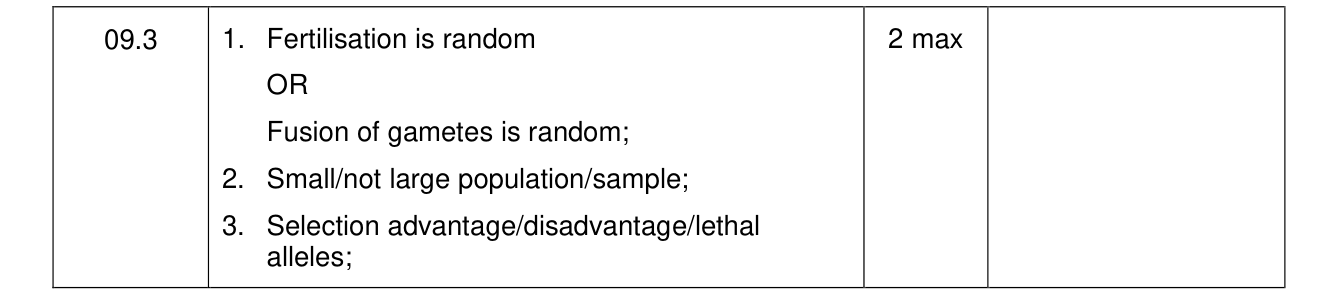 09.3 1. Fertilisation is random 2 max
OR
Fusion of gametes is random;
2. Small/not large population/sample;
3. Selection advantage/disadvantage/lethal
alleles;